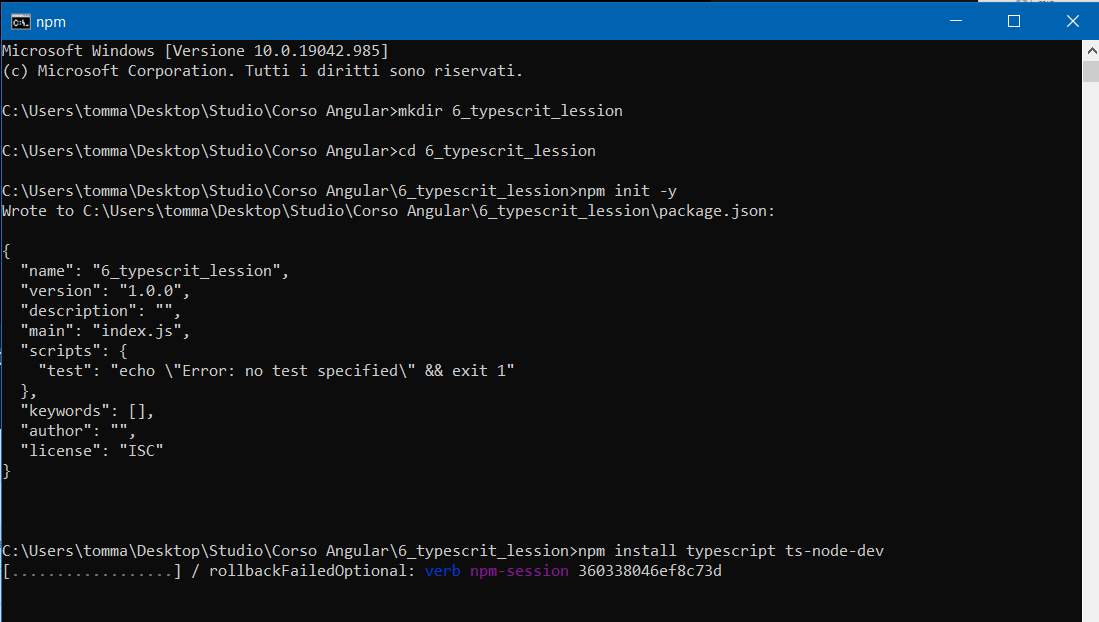 npm
Microsoft Windows [Versione 10.0.19042.985]
(c) Microsoft Corporation. Tutti i diritti sono riservati.
C:\Users\tomma\Desktop\Studio\Corso Angular>mkdir 6_typescrit_lession
C:\Users\tomma\Desktop\Studio\Corso Angular>cd 6_typescrit_lession
C:\Users\tomma\Desktop\Studio\Corso Angular\6_typescrit_lession>npm init -y
Wrote to C:\Users\tomma\Desktop\Studio\Corso Angular\6_typescrit_lession\package.json:
{
  "name": "6_typescrit_lession",
  "version": "1.0.0",
  "description": "",
  "main": "index.js",
  "scripts": {
    "test": "echo \"Error: no test specified\" && exit 1"
  },
  "keywords": [],
  "author": "",
  "license": "ISC"
}
C:\Users\tomma\Desktop\Studio\Corso Angular\6_typescrit_lession>npm install typescript ts-node-dev
[..................] / rollbackFailedOptional: verb npm-session 360338046ef8c73d